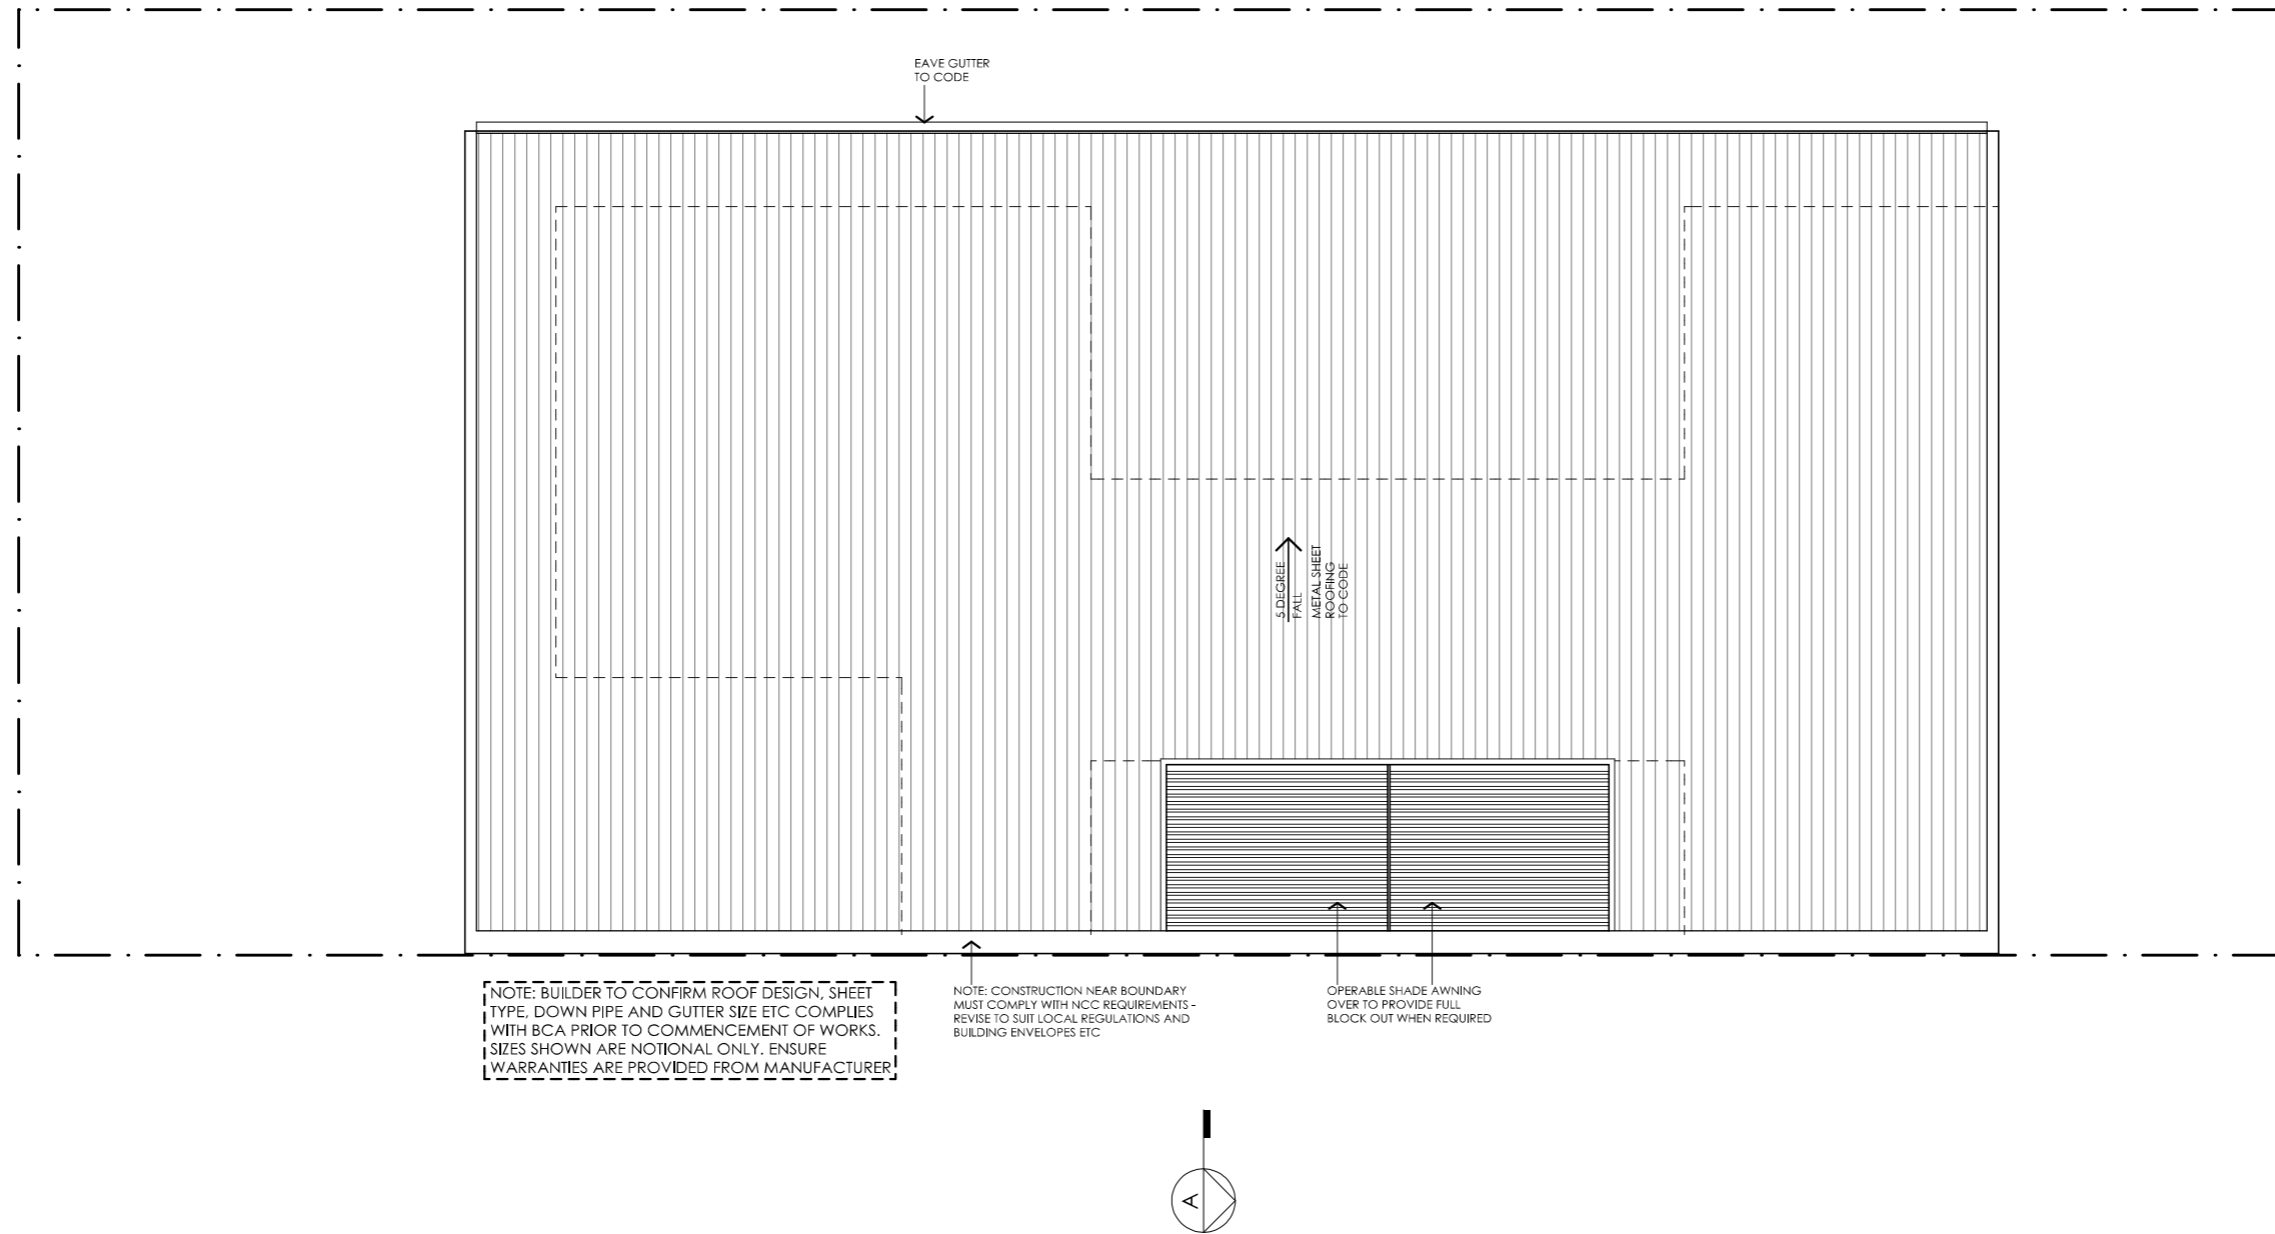 EAVE GUTTER
TO CODE
5 DEGREE
FALL
METAL SHEET
ROOFING
TO CODE
NOTE: BUILDER TO CONFIRM ROOF DESIGN, SHEET
TYPE, DOWN PIPE AND GUTTER SIZE ETC COMPLIES
WITH BCA PRIOR TO COMMENCEMENT OF WORKS.
SIZES SHOWN ARE NOTIONAL ONLY. ENSURE
WARRANTIES ARE PROVIDED FROM MANUFACTURER
NOTE: CONSTRUCTION NEAR BOUNDARY
MUST COMPLY WITH NCC REQUIREMENTS -
REVISE TO SUIT LOCAL REGULATIONS AND
BUILDING ENVELOPES ETC
OPERABLE SHADE AWNING
OVER TO PROVIDE FULL
BLOCK OUT WHEN REQUIRED
A